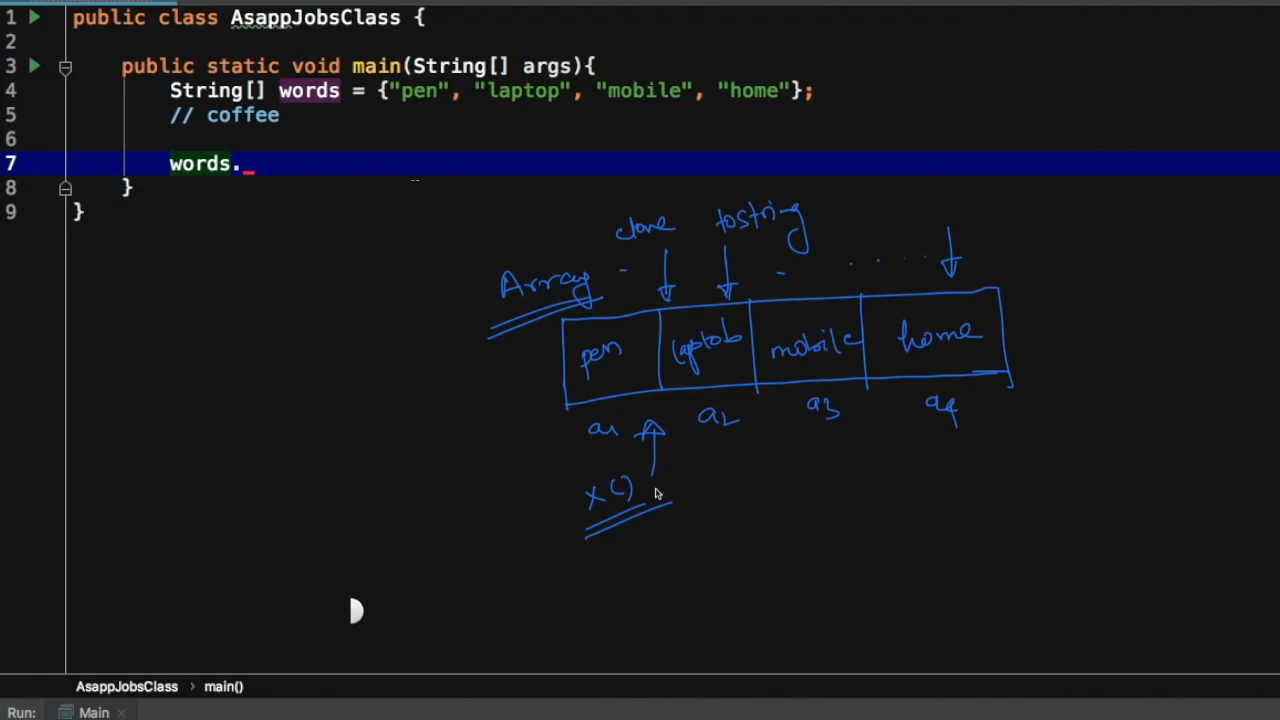 1 public class AsappJobsClass {
2
3 public static void main(String[] args){
4 String[] words = {"pen", "laptop", "mobile", "home"};
5 // coffee
6
7 words._
8 }
9 }
clone tostring
Array
pen laptob mobile home
a1 a2 a3 a4
x()
AsappJobsClass › main()
Run: Main ×